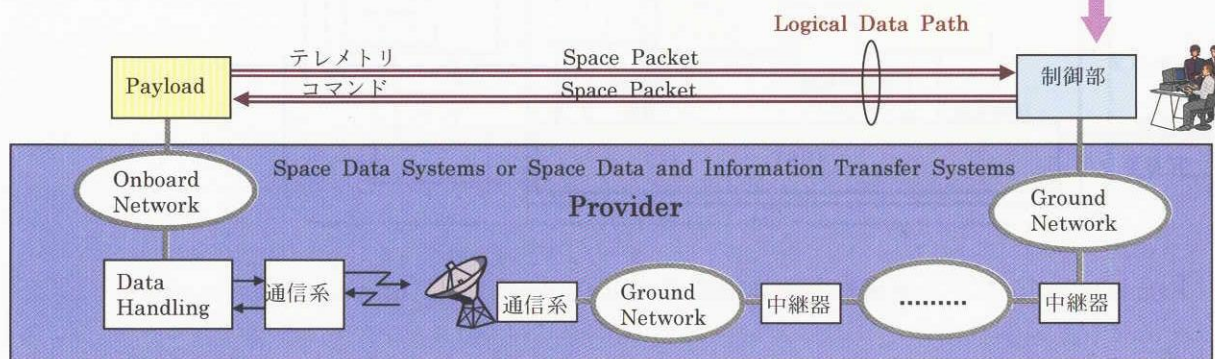 Logical Data Path
テレメトリ
Space Packet
Payload
制御部
コマンド
Space Packet
Space Data Systems or Space Data and Information Transfer Systems
Provider
Onboard
Network
Ground
Network
Data
Handling
通信系
通信系
Ground
Network
中継器
………
中継器